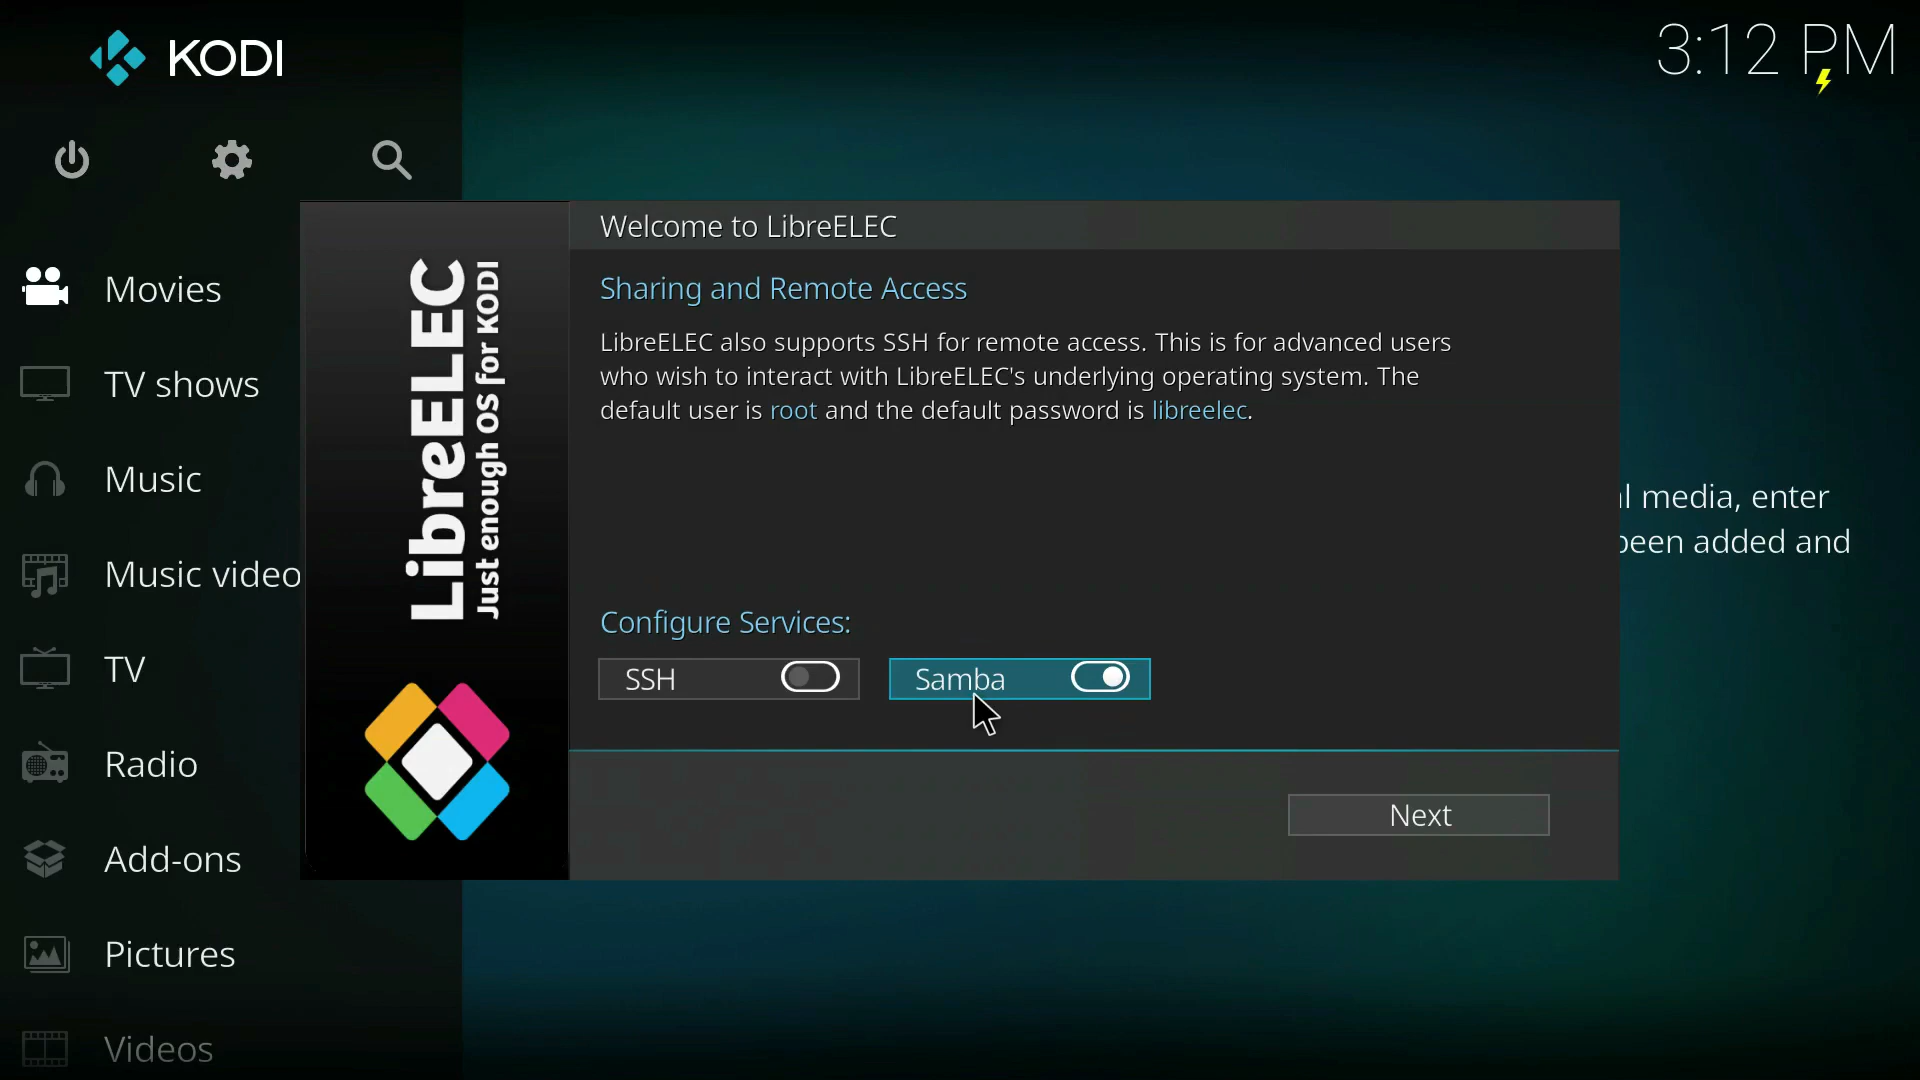 KODI
3:12 PM
Movies
TV shows
Music
Music video
TV
Radio
Add-ons
Pictures
Videos
LibreELEC
Just enough OS for KODI
Welcome to LibreELEC
Sharing and Remote Access
LibreELEC also supports SSH for remote access. This is for advanced users
who wish to interact with LibreELEC's underlying operating system. The
default user is root and the default password is libreelec.
Configure Services:
SSH
Samba
Next
media, enter
been added and